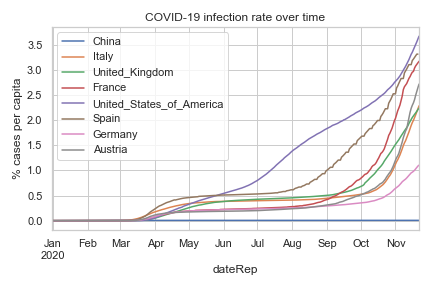 COVID-19 infection rate over time
China
Italy
United_Kingdom
France
United_States_of_America
Spain
Germany
Austria
% cases per capita
3.5
3.0
2.5
2.0
1.5
1.0
0.5
0.0
Jan Feb Mar Apr May Jun Jul Aug Sep Oct Nov
2020
dateRep